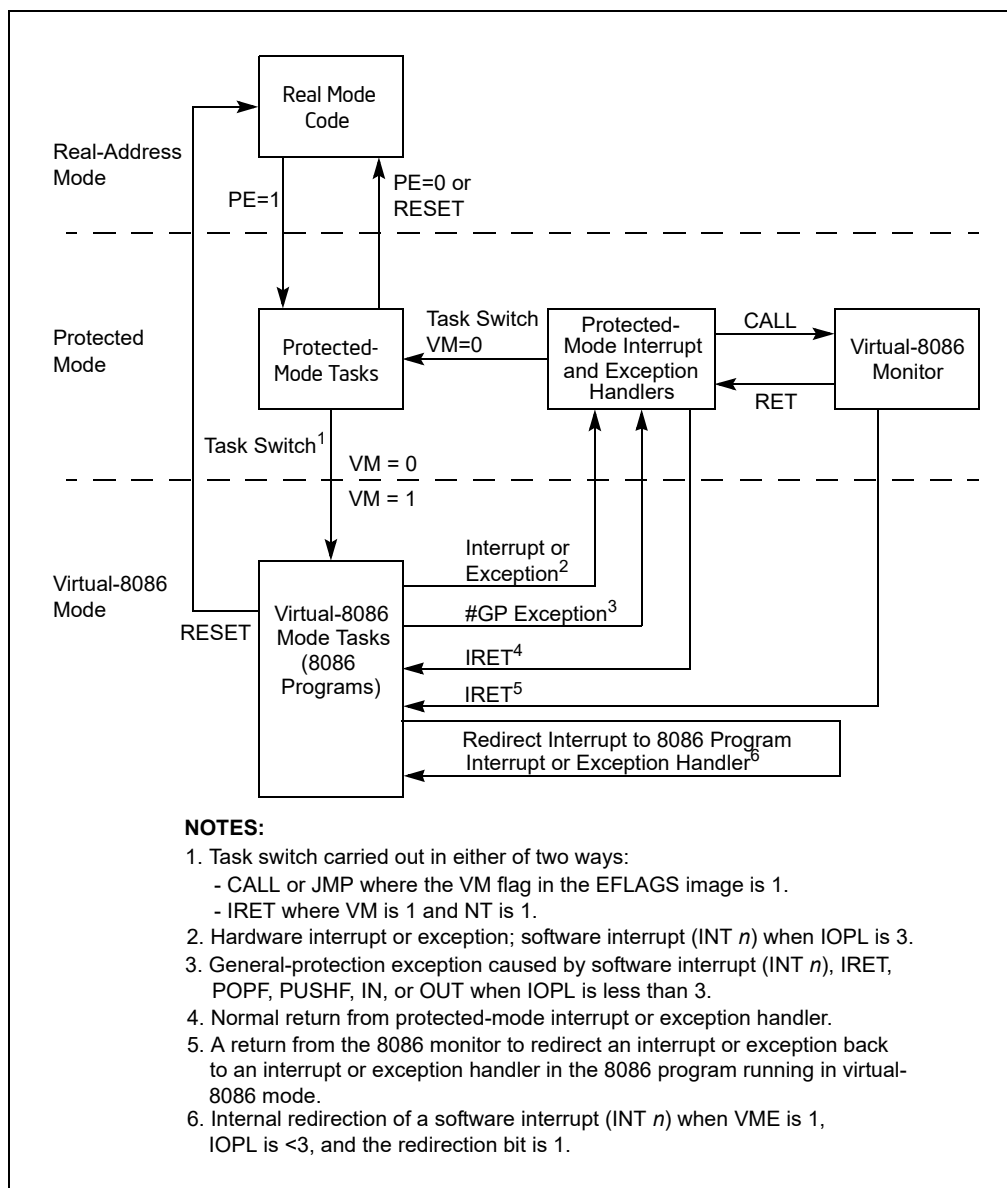 Real Mode
Code
Real-Address
Mode
PE=1
PE=0 or
RESET
Protected
Mode
Protected-
Mode Tasks
Task Switch
VM=0
Protected-
Mode Interrupt
and Exception
Handlers
CALL
RET
Virtual-8086
Monitor
Task Switch1
VM = 0
VM = 1
Virtual-8086
Mode
RESET
Virtual-8086
Mode Tasks
(8086
Programs)
Interrupt or
Exception2
#GP Exception3
IRET4
IRET5
Redirect Interrupt to 8086 Program
Interrupt or Exception Handler6
NOTES:
1. Task switch carried out in either of two ways:
- CALL or JMP where the VM flag in the EFLAGS image is 1.
- IRET where VM is 1 and NT is 1.
2. Hardware interrupt or exception; software interrupt (INT n) when IOPL is 3.
3. General-protection exception caused by software interrupt (INT n), IRET,
POPF, PUSHF, IN, or OUT when IOPL is less than 3.
4. Normal return from protected-mode interrupt or exception handler.
5. A return from the 8086 monitor to redirect an interrupt or exception back
to an interrupt or exception handler in the 8086 program running in virtual-
8086 mode.
6. Internal redirection of a software interrupt (INT n) when VME is 1,
IOPL is <3, and the redirection bit is 1.